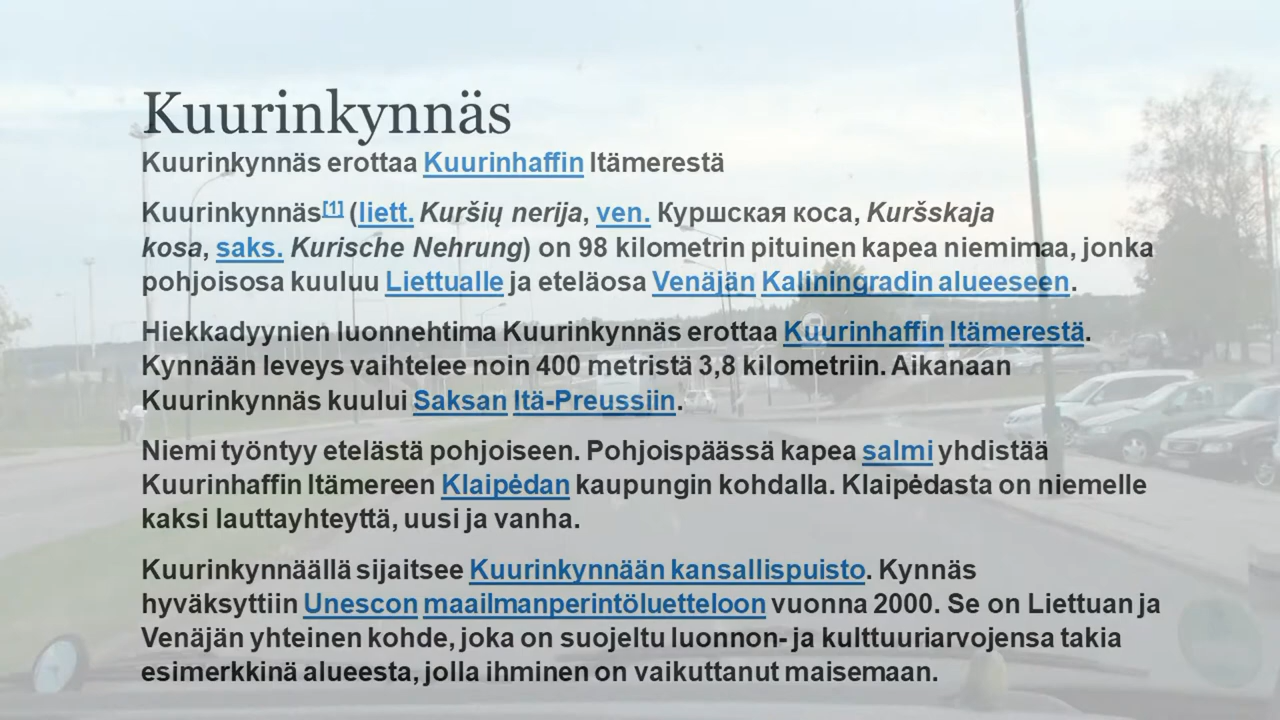 Kuurinkynnäs
Kuurinkynnäs erottaa Kuurinhaffin Itämerestä
Kuurinkynnäs[1] (liett. Kuršių nerija, ven. Куршская коса, Kuršskaja
kosa, saks. Kurische Nehrung) on 98 kilometrin pituinen kapea niemimaa, jonka
pohjoisosa kuuluu Liettualle ja eteläosa Venäjän Kaliningradin alueeseen.
Hiekkadyynien luonnehtima Kuurinkynnäs erottaa Kuurinhaffin Itämerestä.
Kynnään leveys vaihtelee noin 400 metristä 3,8 kilometriin. Aikanaan
Kuurinkynnäs kuului Saksan Itä-Preussiin.
Niemi työntyy etelästä pohjoiseen. Pohjoispäässä kapea salmi yhdistää
Kuurinhaffin Itämereen Klaipėdan kaupungin kohdalla. Klaipėdasta on niemelle
kaksi lauttayhteyttä, uusi ja vanha.
Kuurinkynnäällä sijaitsee Kuurinkynnään kansallispuisto. Kynnäs
hyväksyttiin Unescon maailmanperintöluetteloon vuonna 2000. Se on Liettuan ja
Venäjän yhteinen kohde, joka on suojeltu luonnon- ja kulttuuriarvojensa takia
esimerkkinä alueesta, jolla ihminen on vaikuttanut maisemaan.